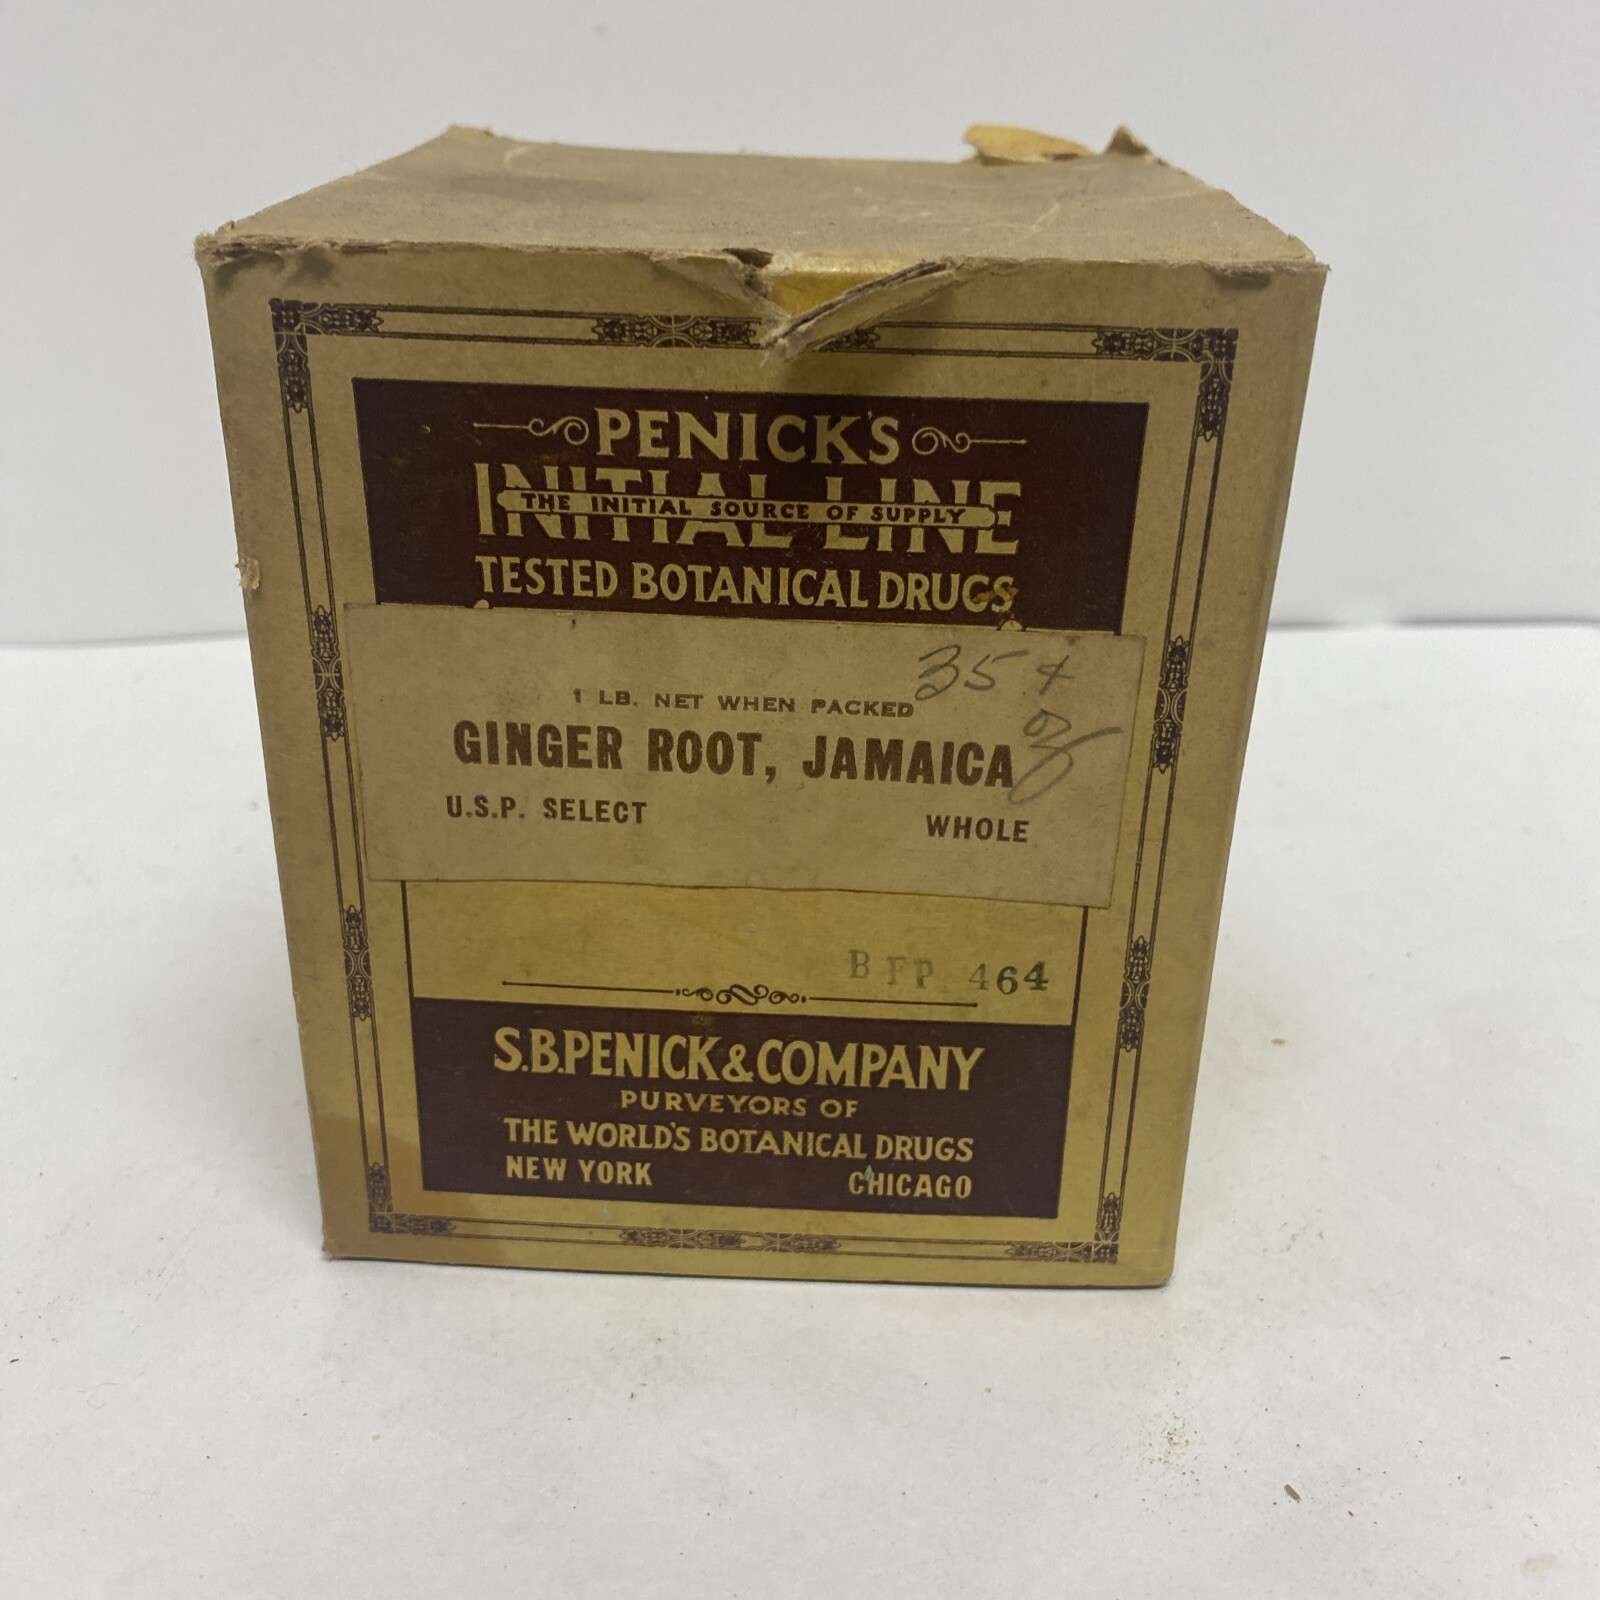 PENICK'S
INITIAL LINE
THE INITIAL SOURCE OF SUPPLY
TESTED BOTANICAL DRUGS
35¢
oz
1 LB. NET WHEN PACKED
GINGER ROOT, JAMAICA
U.S.P. SELECT WHOLE
BFP 464
S.B. PENICK & COMPANY
PURVEYORS OF
THE WORLD'S BOTANICAL DRUGS
NEW YORK CHICAGO